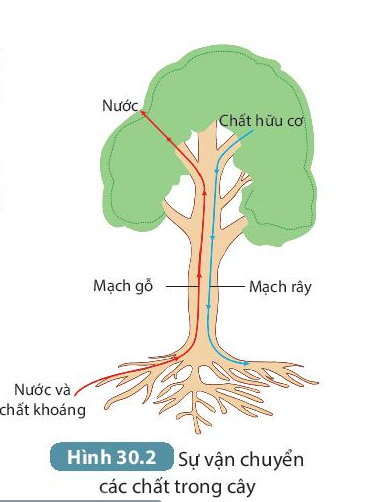 Nước
Chất hữu cơ
Mạch gỗ
Mạch rây
Nước và
chất khoáng
Hình 30.2 Sự vận chuyển
các chất trong cây